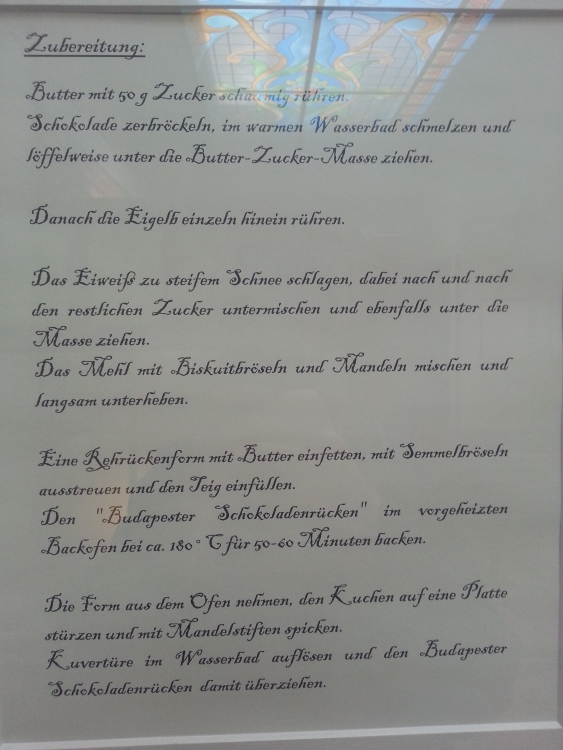 Zubereitung:
Butter mit 50 g Zucker schaumig rühren.
Schokolade zerbröckeln, im warmen Wasserbad schmelzen und
löffelweise unter die Butter-Zucker-Masse ziehen.
Danach die Eigelb einzeln hinein rühren.
Das Eiweiß zu steifem Schnee schlagen, dabei nach und nach
den restlichen Zucker untermischen und ebenfalls unter die
Masse ziehen.
Das Mehl mit Biskuitbröseln und Mandeln mischen und
langsam unterheben.
Eine Rehrückenform mit Butter einfetten, mit Semmelbröseln
ausstreuen und den Teig einfüllen.
Den "Budapester Schokoladenrücken" im vorgeheizten
Backofen bei ca. 180° C für 50-60 Minuten backen.
Die Form aus dem Ofen nehmen, den Kuchen auf eine Platte
stürzen und mit Mandelstiften spicken.
Kuvertüre im Wasserbad auflösen und den Budapester
Schokoladenrücken damit überziehen.